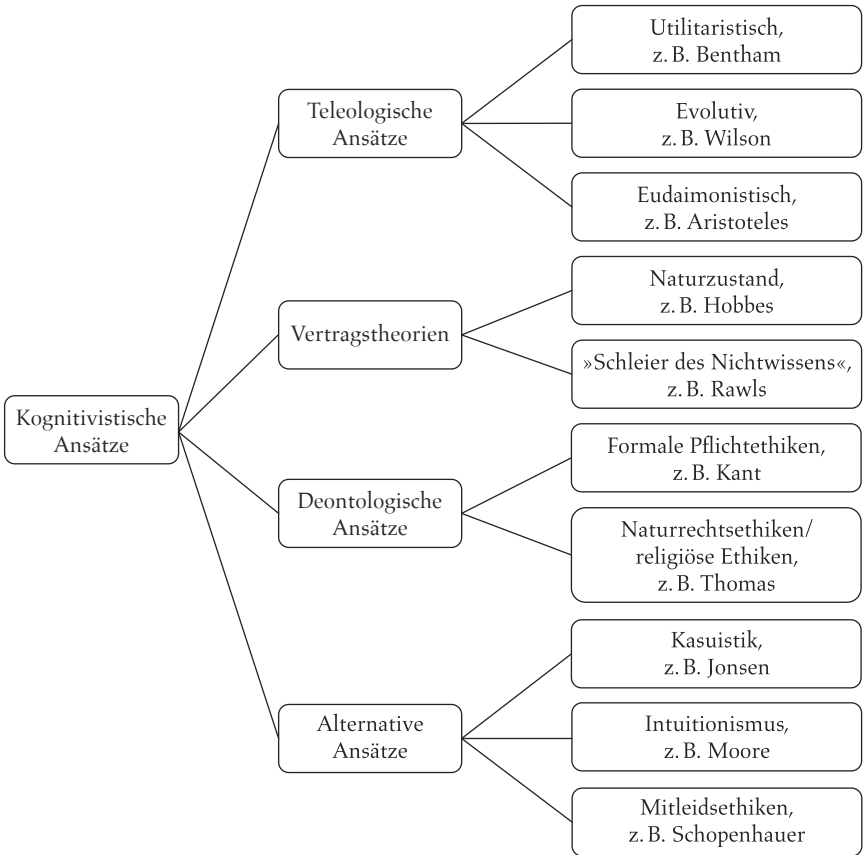 Kognitivistische
Ansätze
Teleologische
Ansätze
Utilitaristisch,
z. B. Bentham
Evolutiv,
z. B. Wilson
Eudaimonistisch,
z. B. Aristoteles
Vertragstheorien
Naturzustand,
z. B. Hobbes
»Schleier des Nichtwissens«,
z. B. Rawls
Deontologische
Ansätze
Formale Pflichtethiken,
z. B. Kant
Naturrechtsethiken/
religiöse Ethiken,
z. B. Thomas
Alternative
Ansätze
Kasuistik,
z. B. Jonsen
Intuitionismus,
z. B. Moore
Mitleidsethiken,
z. B. Schopenhauer